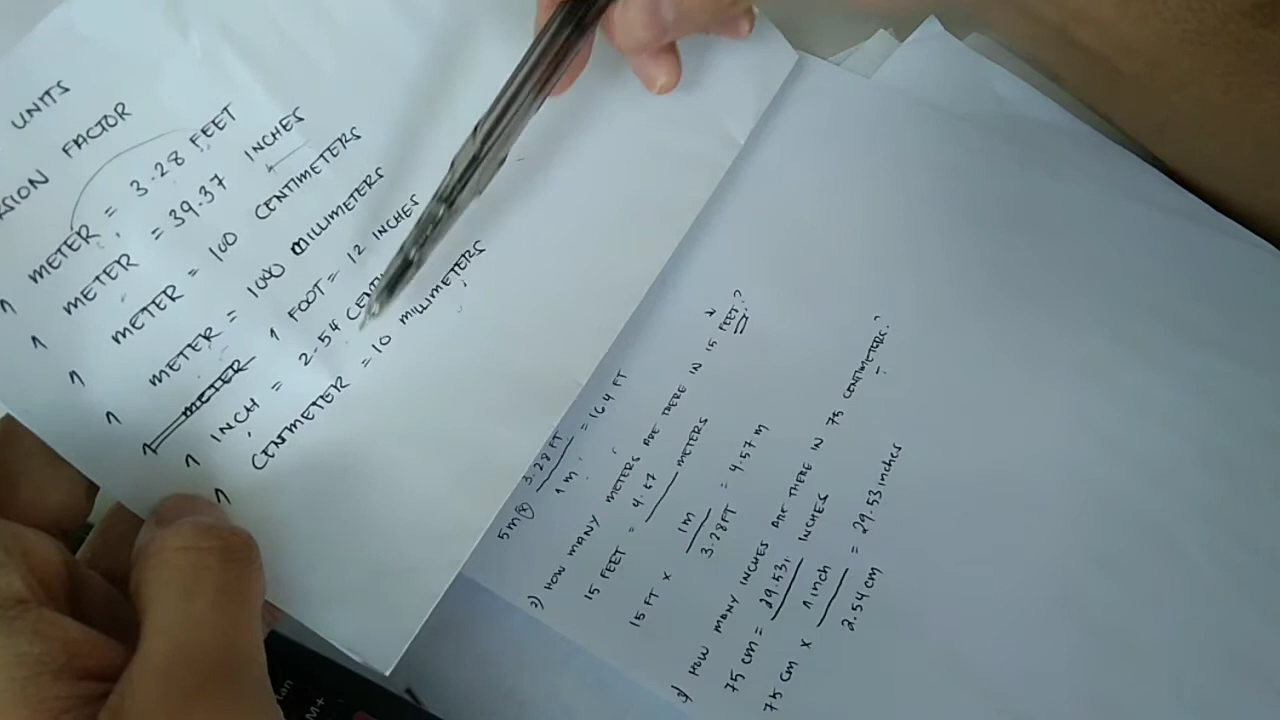 UNITS
SION FACTOR
1 METER = 3.28 FEET
1 METER = 39.37 INCHES
1 METER = 100 CENTIMETERS
1 METER = 1000 MILLIMETERS
1 METER 1 FOOT = 12 INCHES
1 INCH = 2.54 CENT
1 CENTIMETER = 10 MILLIMETERS
5m x 3.28 FT = 16.4 FT
1 m
2) HOW MANY METERS ARE THERE IN 15 FEET?
15 FEET = 4.57 METERS
15 FT x 1m = 4.57 m
3.28 FT
3) HOW MANY INCHES ARE THERE IN 75 CENTIMETERS?
75 cm = 29.53 INCHES
75 cm x 1 inch = 29.53 inches
2.54 cm
M+